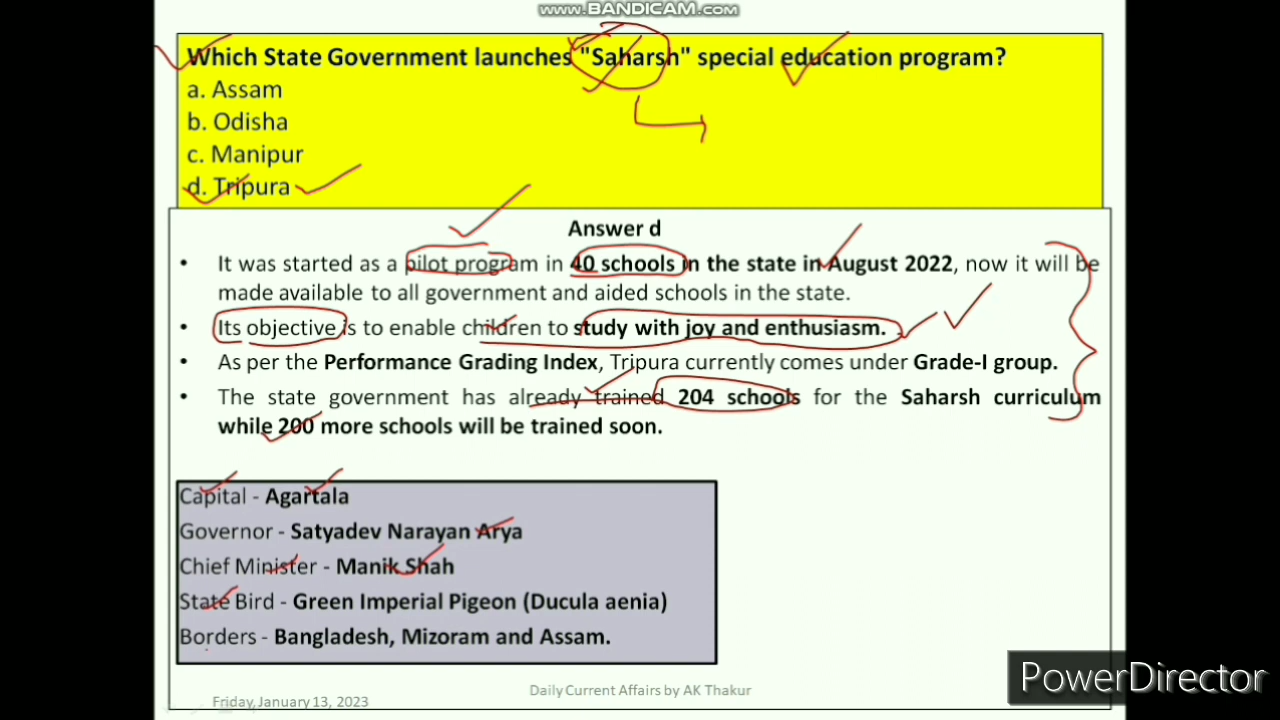 www.BANDICAM.com
Which State Government launches "Saharsh" special education program?
a. Assam
b. Odisha
c. Manipur
d. Tripura
Answer d
• It was started as a pilot program in 40 schools in the state in August 2022, now it will be
made available to all government and aided schools in the state.
• Its objective is to enable children to study with joy and enthusiasm.
• As per the Performance Grading Index, Tripura currently comes under Grade-I group.
• The state government has already trained 204 schools for the Saharsh curriculum
while 200 more schools will be trained soon.
Capital - Agartala
Governor - Satyadev Narayan Arya
Chief Minister - Manik Shah
State Bird - Green Imperial Pigeon (Ducula aenia)
Borders - Bangladesh, Mizoram and Assam.
Friday, January 13, 2023
Daily Current Affairs by AK Thakur
PowerDirector